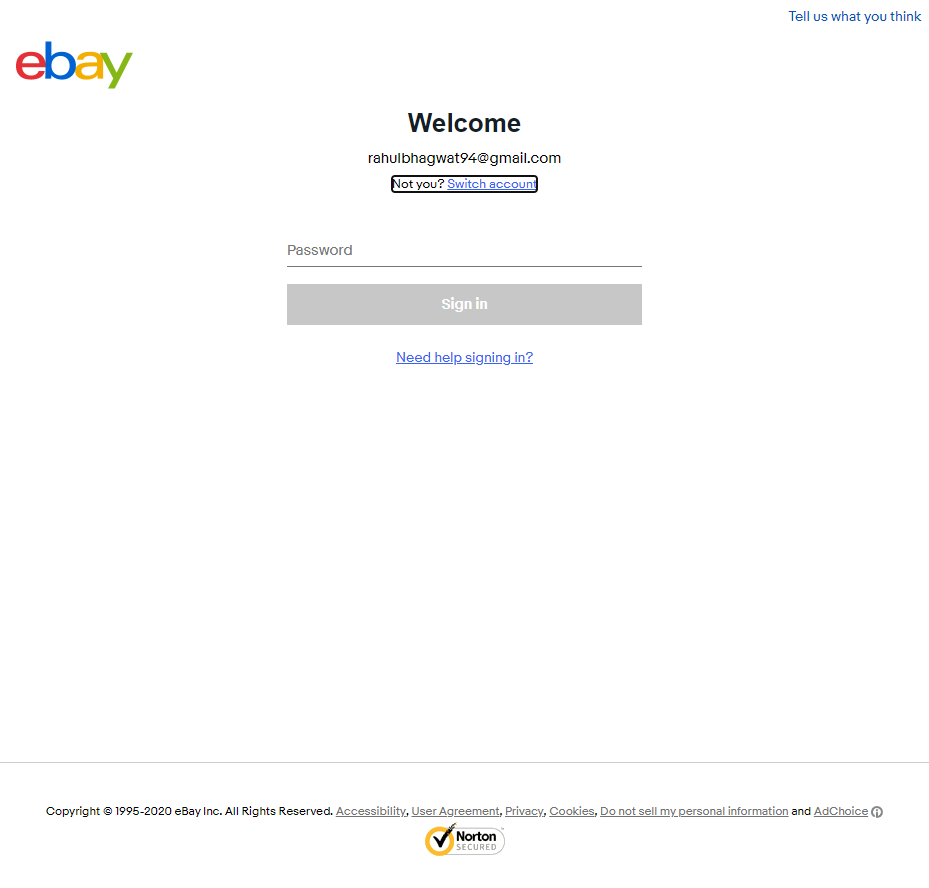 Tell us what you think
ebay
Welcome
rahulbhagwat94@gmail.com
Not you? Switch account
Password
Sign in
Need help signing in?
Copyright © 1995-2020 eBay Inc. All Rights Reserved. Accessibility, User Agreement, Privacy, Cookies, Do not sell my personal information and AdChoice
Norton
SECURED